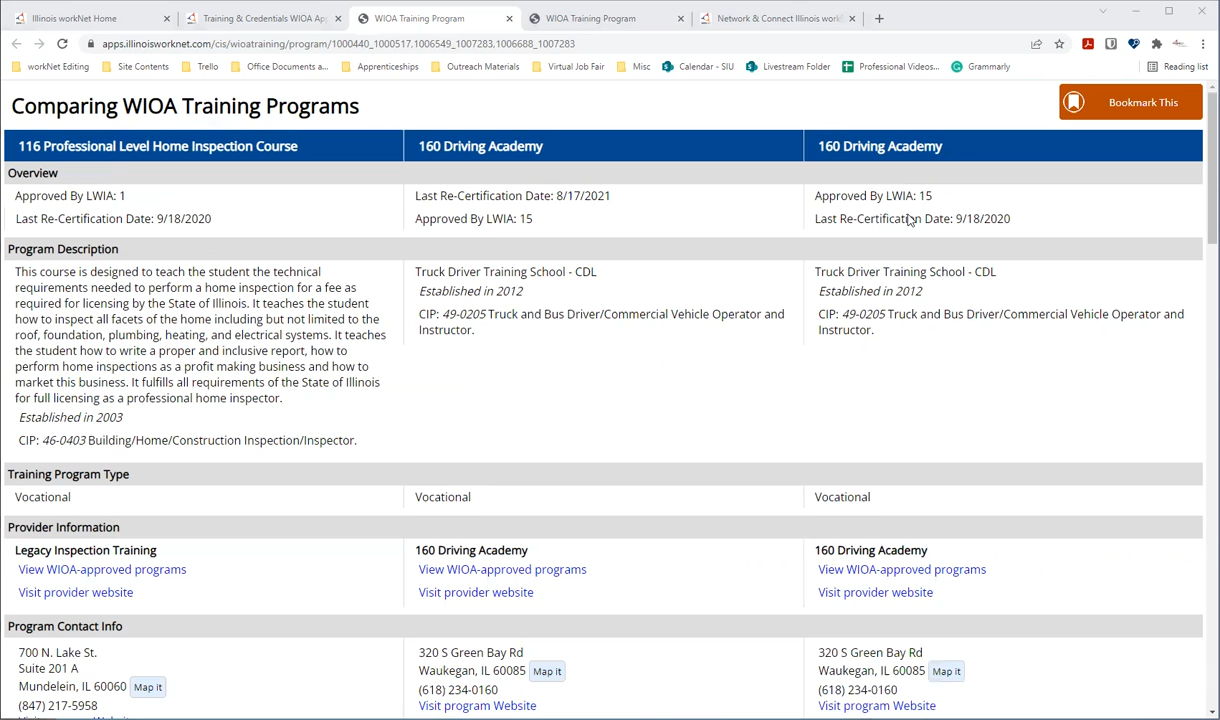 Illinois workNet Home
Training & Credentials WIOA Ap
WIOA Training Program
WIOA Training Program
Network & Connect Illinois work
apps.illinoisworknet.com/cis/wioatraining/program/1000440_1000517.1006549_1007283.1006688_1007283
workNet Editing
Site Contents
Trello
Office Documents a...
Apprenticeships
Outreach Materials
Virtual Job Fair
Misc
Calendar - SIU
Livestream Folder
Professional Videos...
Grammarly
Reading list
Comparing WIOA Training Programs
Bookmark This
116 Professional Level Home Inspection Course
160 Driving Academy
160 Driving Academy
Overview
Approved By LWIA: 1
Last Re-Certification Date: 9/18/2020
Last Re-Certification Date: 8/17/2021
Approved By LWIA: 15
Approved By LWIA: 15
Last Re-Certification Date: 9/18/2020
Program Description
This course is designed to teach the student the technical
requirements needed to perform a home inspection for a fee as
required for licensing by the State of Illinois. It teaches the student
how to inspect all facets of the home including but not limited to the
roof, foundation, plumbing, heating, and electrical systems. It teaches
the student how to write a proper and inclusive report, how to
perform home inspections as a profit making business and how to
market this business. It fulfills all requirements of the State of Illinois
for full licensing as a professional home inspector.
Established in 2003
CIP: 46-0403 Building/Home/Construction Inspection/Inspector.
Truck Driver Training School - CDL
Established in 2012
CIP: 49-0205 Truck and Bus Driver/Commercial Vehicle Operator and
Instructor.
Truck Driver Training School - CDL
Established in 2012
CIP: 49-0205 Truck and Bus Driver/Commercial Vehicle Operator and
Instructor.
Training Program Type
Vocational
Vocational
Vocational
Provider Information
Legacy Inspection Training
View WIOA-approved programs
Visit provider website
160 Driving Academy
View WIOA-approved programs
Visit provider website
160 Driving Academy
View WIOA-approved programs
Visit provider website
Program Contact Info
700 N. Lake St.
Suite 201 A
Mundelein, IL 60060 Map it
(847) 217-5958
320 S Green Bay Rd
Waukegan, IL 60085 Map it
(618) 234-0160
Visit program Website
320 S Green Bay Rd
Waukegan, IL 60085 Map it
(618) 234-0160
Visit program Website